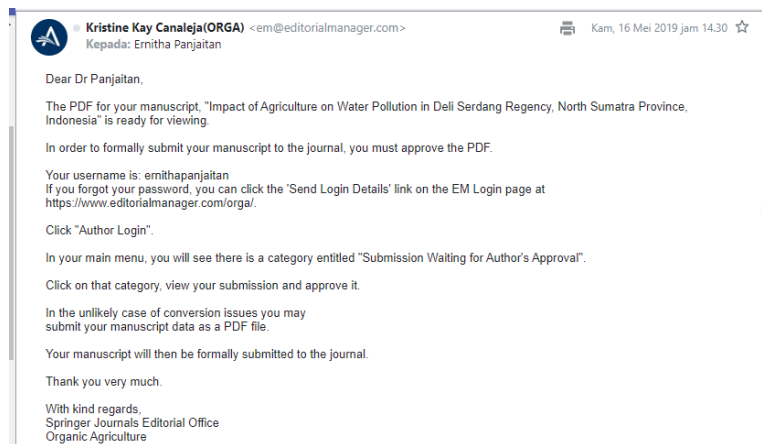 Kristine Kay Canaleja(ORGA) <em@editorialmanager.com> Kam, 16 Mei 2019 jam 14.30
Kepada: Ernitha Panjaitan
Dear Dr Panjaitan,
The PDF for your manuscript, "Impact of Agriculture on Water Pollution in Deli Serdang Regency, North Sumatra Province,
Indonesia" is ready for viewing.
In order to formally submit your manuscript to the journal, you must approve the PDF.
Your username is: ernithapanjaitan
If you forgot your password, you can click the 'Send Login Details' link on the EM Login page at
https://www.editorialmanager.com/orga/.
Click "Author Login".
In your main menu, you will see there is a category entitled "Submission Waiting for Author's Approval".
Click on that category, view your submission and approve it.
In the unlikely case of conversion issues you may
submit your manuscript data as a PDF file.
Your manuscript will then be formally submitted to the journal.
Thank you very much.
With kind regards,
Springer Journals Editorial Office
Organic Agriculture